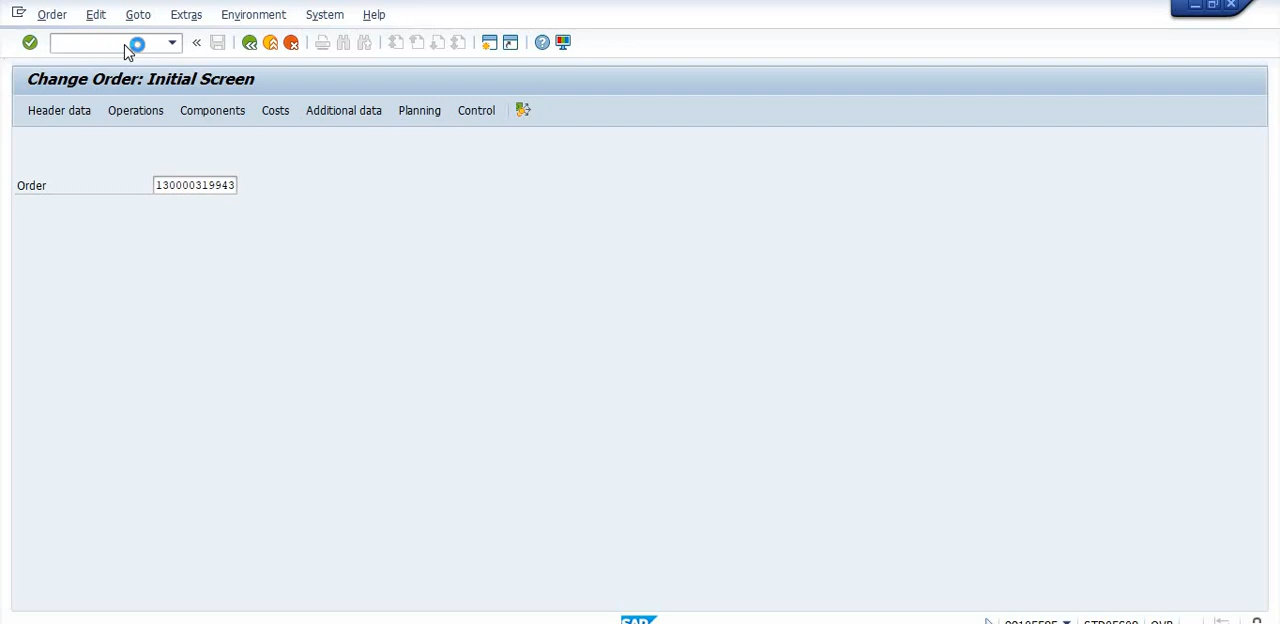 Order Edit Goto Extras Environment System Help
Change Order: Initial Screen
Header data Operations Components Costs Additional data Planning Control
Order 130000319943
SAP